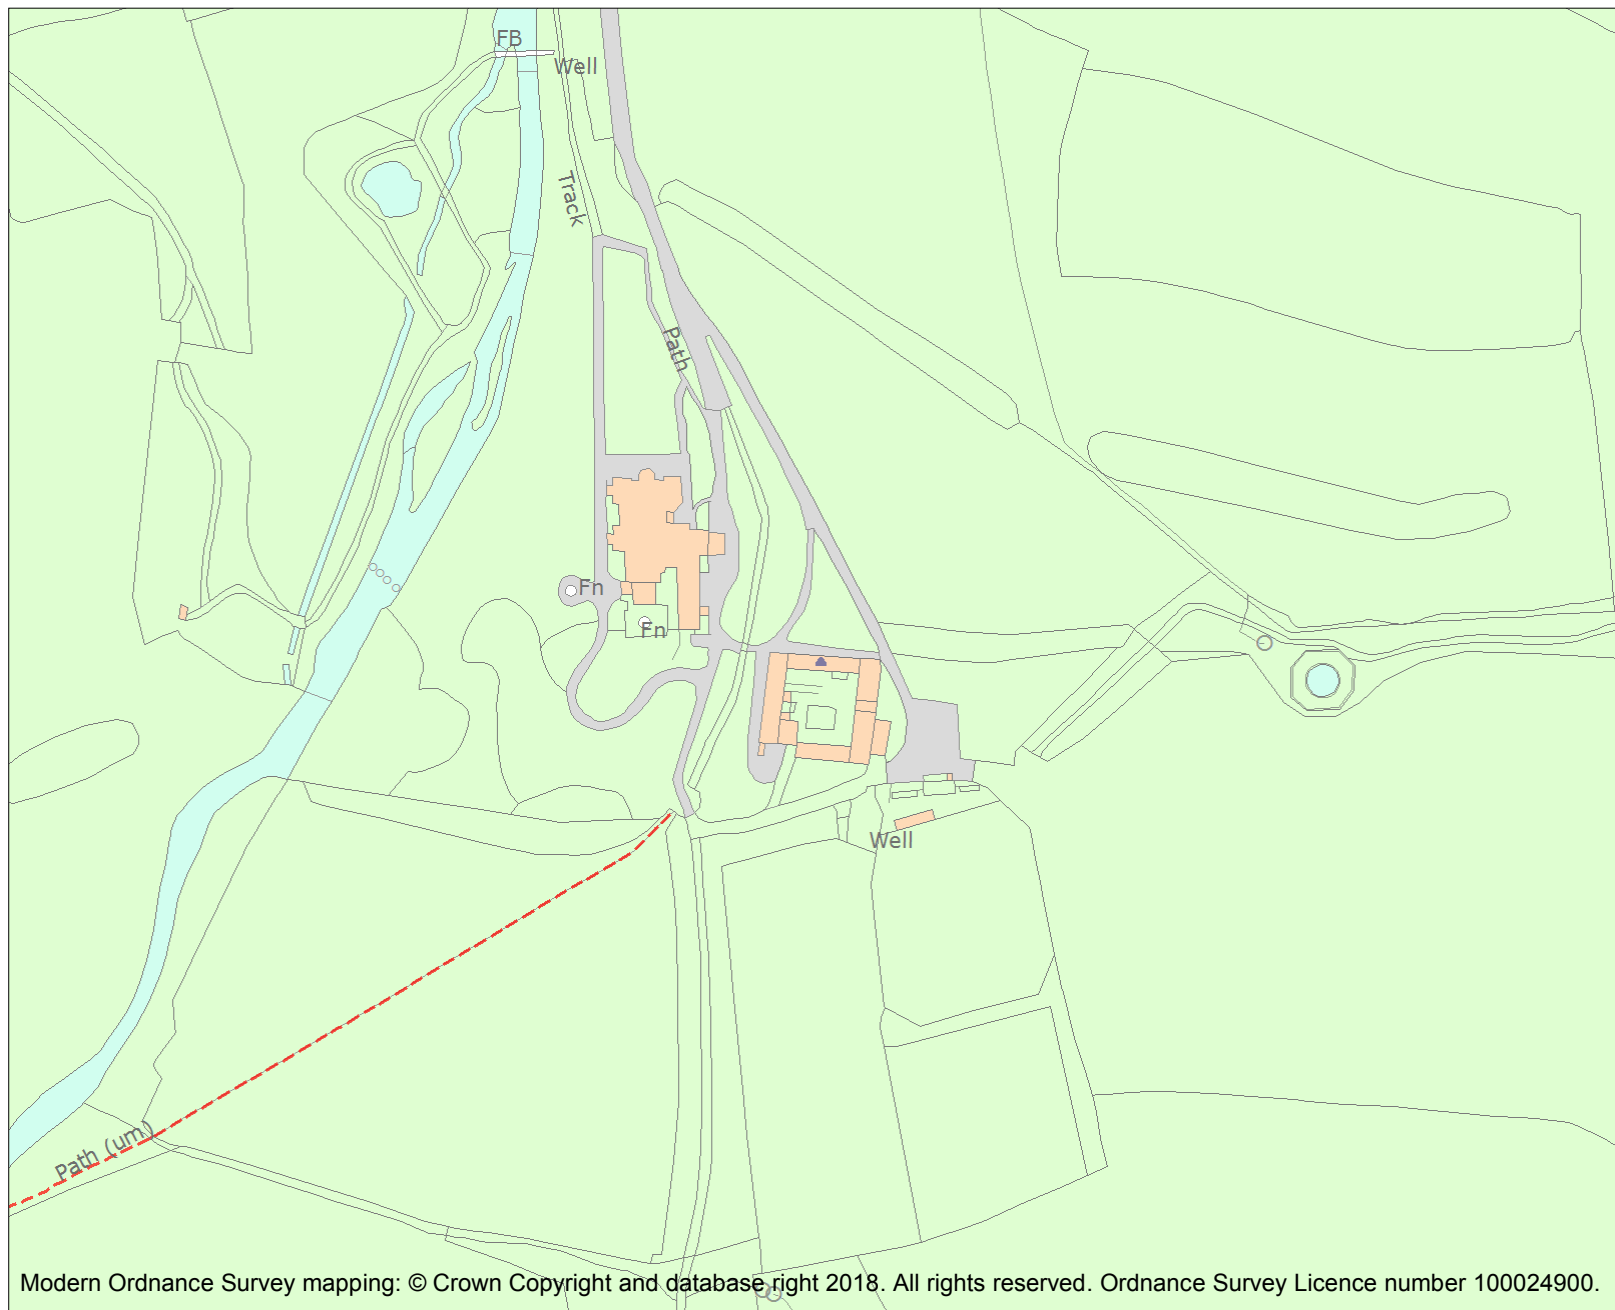 FB
Well
Track
Path
Fn
Fn
Well
Path (um)
Modern Ordnance Survey mapping: © Crown Copyright and database right 2018. All rights reserved. Ordnance Survey Licence number 100024900.